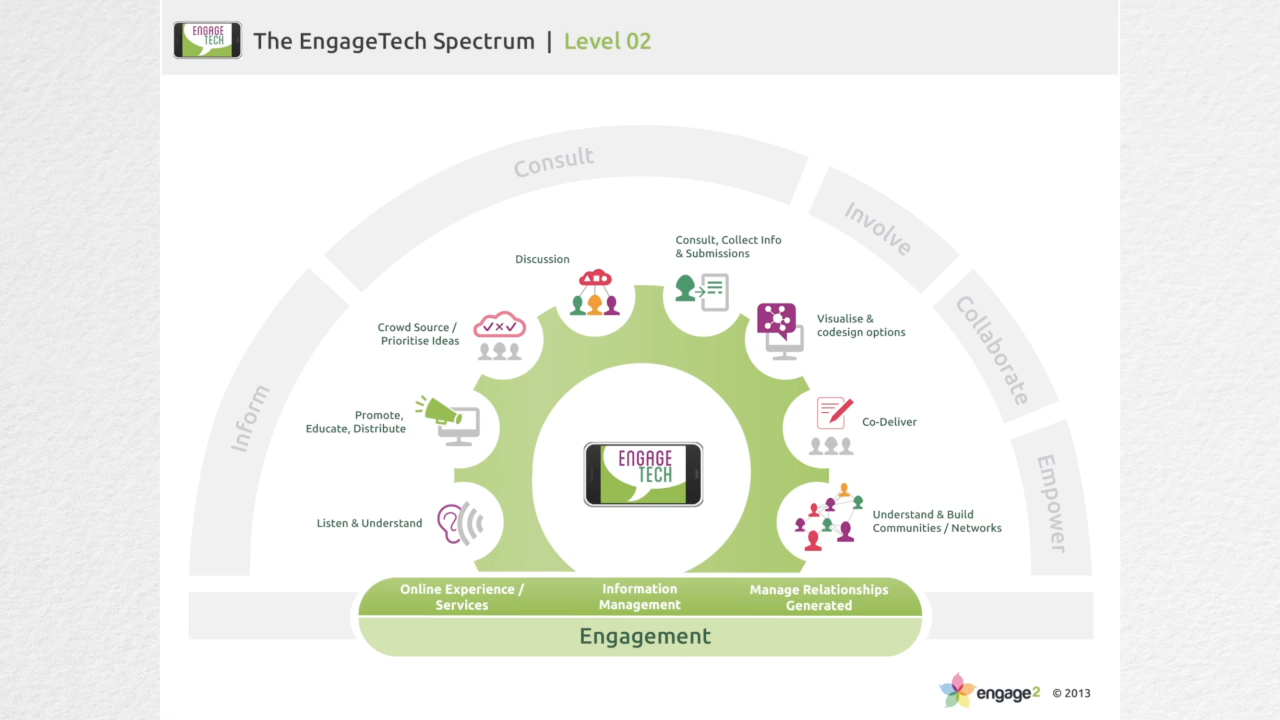 ENGAGE
TECH
The EngageTech Spectrum | Level 02
Consult
Involve
Collaborate
Inform
Empower
Consult, Collect Info
& Submissions
Discussion
Crowd Source /
Prioritise Ideas
Visualise &
codesign options
Promote,
Educate, Distribute
Co-Deliver
ENGAGE
TECH
Listen & Understand
Understand & Build
Communities / Networks
Online Experience /
Services
Information
Management
Manage Relationships
Generated
Engagement
engage2 © 2013